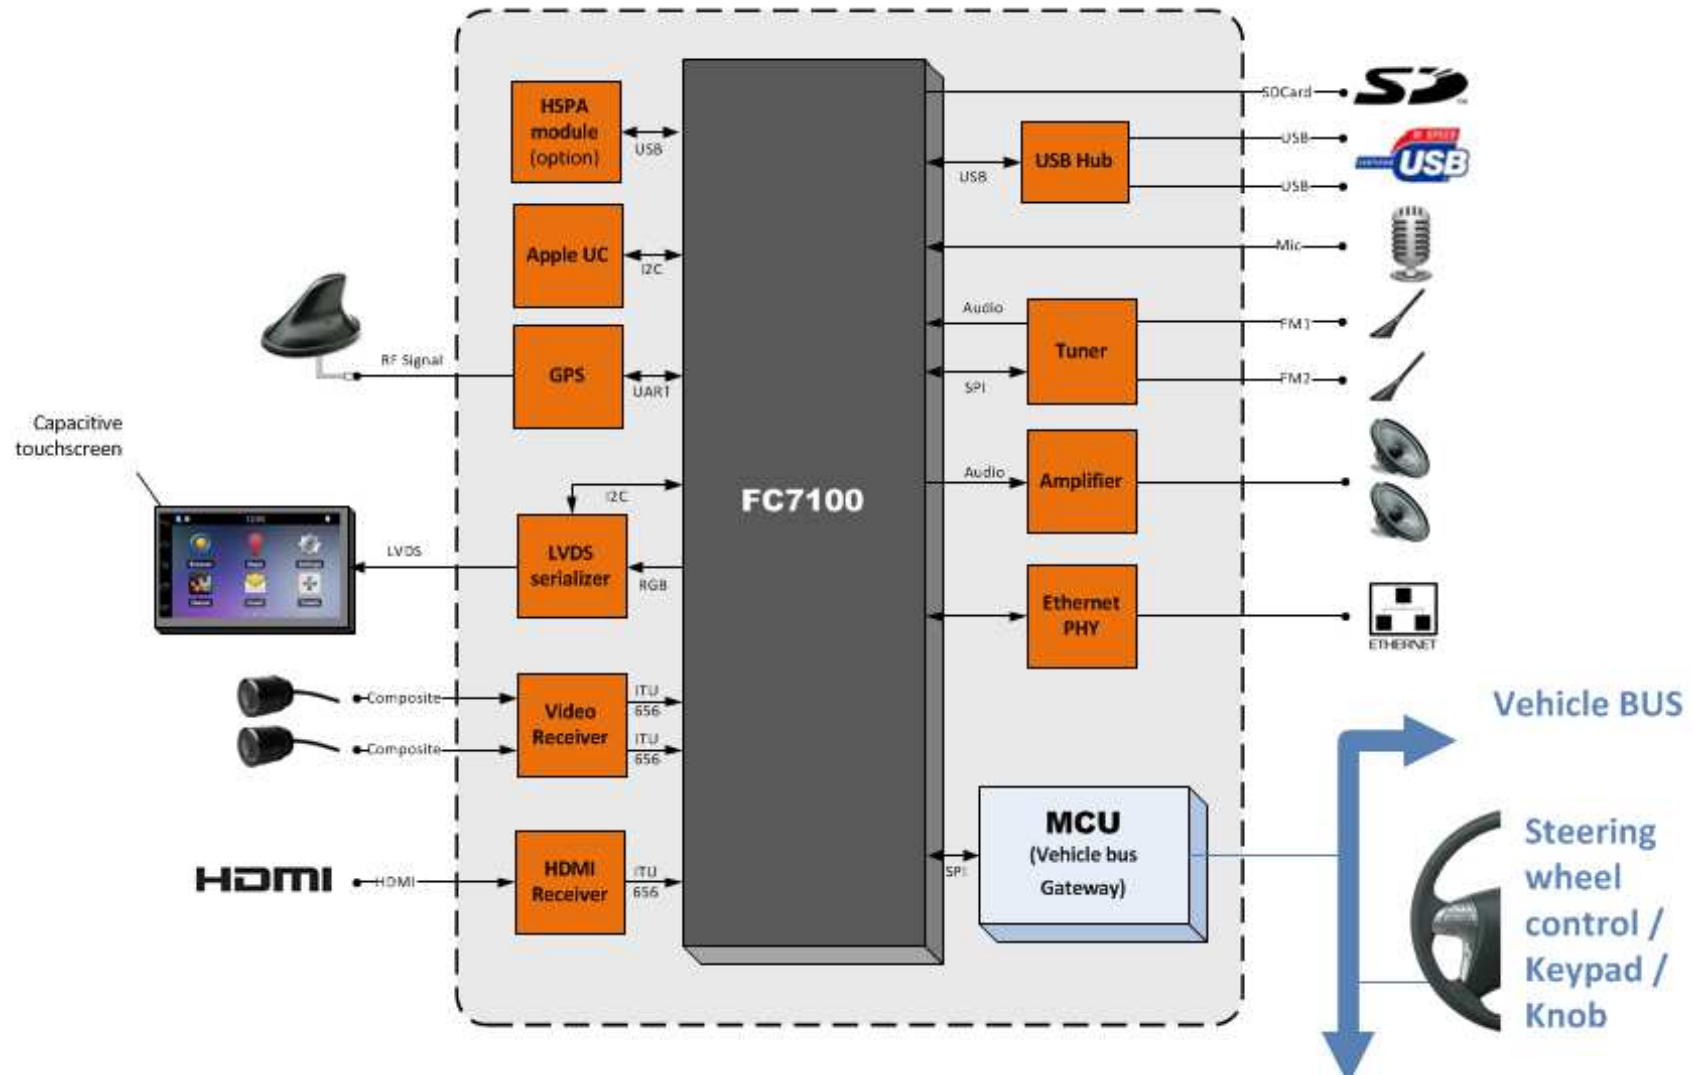 HSPA
module
(option)
USB
Apple UC
I2C
GPS
UART
RF Signal
Capacitive
touchscreen
I2C
LVDS
serializer
LVDS
RGB
Composite
Composite
Video
Receiver
ITU
656
ITU
656
HDMI
HDMI
HDMI
Receiver
ITU
656
FC7100
SDCard
SD
USB Hub
USB
USB
USB
USB
Mic
Audio
Tuner
SPI
FM1
FM2
Audio
Amplifier
Ethernet
PHY
ETHERNET
MCU
(Vehicle bus
Gateway)
SPI
Vehicle BUS
Steering
wheel
control /
Keypad /
Knob